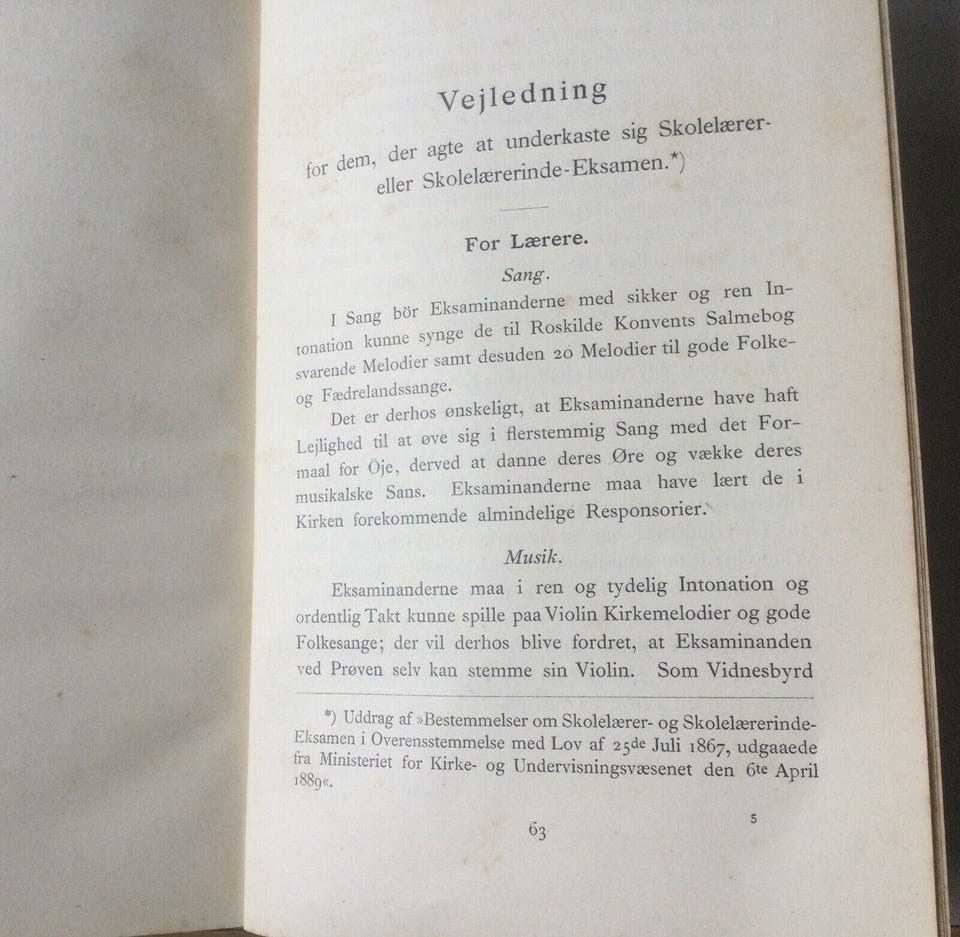 Vejledning
for dem, der agte at underkaste sig Skolelærer-
eller Skolelærerinde-Eksamen.*)
For Lærere.
Sang.
I Sang bör Eksaminanderne med sikker og ren In-
tonation kunne synge de til Roskilde Konvents Salmebog
svarende Melodier samt desuden 20 Melodier til gode Folke-
og Fædrelandssange.
Det er derhos ønskeligt, at Eksaminanderne have haft
Lejlighed til at øve sig i flerstemmig Sang med det For-
maal for Öje, derved at danne deres Øre og vække deres
musikalske Sans. Eksaminanderne maa have lært de i
Kirken forekommende almindelige Responsorier.
Musik.
Eksaminanderne maa i ren og tydelig Intonation og
ordentlig Takt kunne spille paa Violin Kirkemelodier og gode
Folkesange; der vil derhos blive fordret, at Eksaminanden
ved Prøven selv kan stemme sin Violin. Som Vidnesbyrd
*) Uddrag af »Bestemmelser om Skolelærer- og Skolelærerinde-
Eksamen i Overensstemmelse med Lov af 25de Juli 1867, udgaaede
fra Ministeriet for Kirke- og Undervisningsvæsenet den 6te April
1889«.
63
5